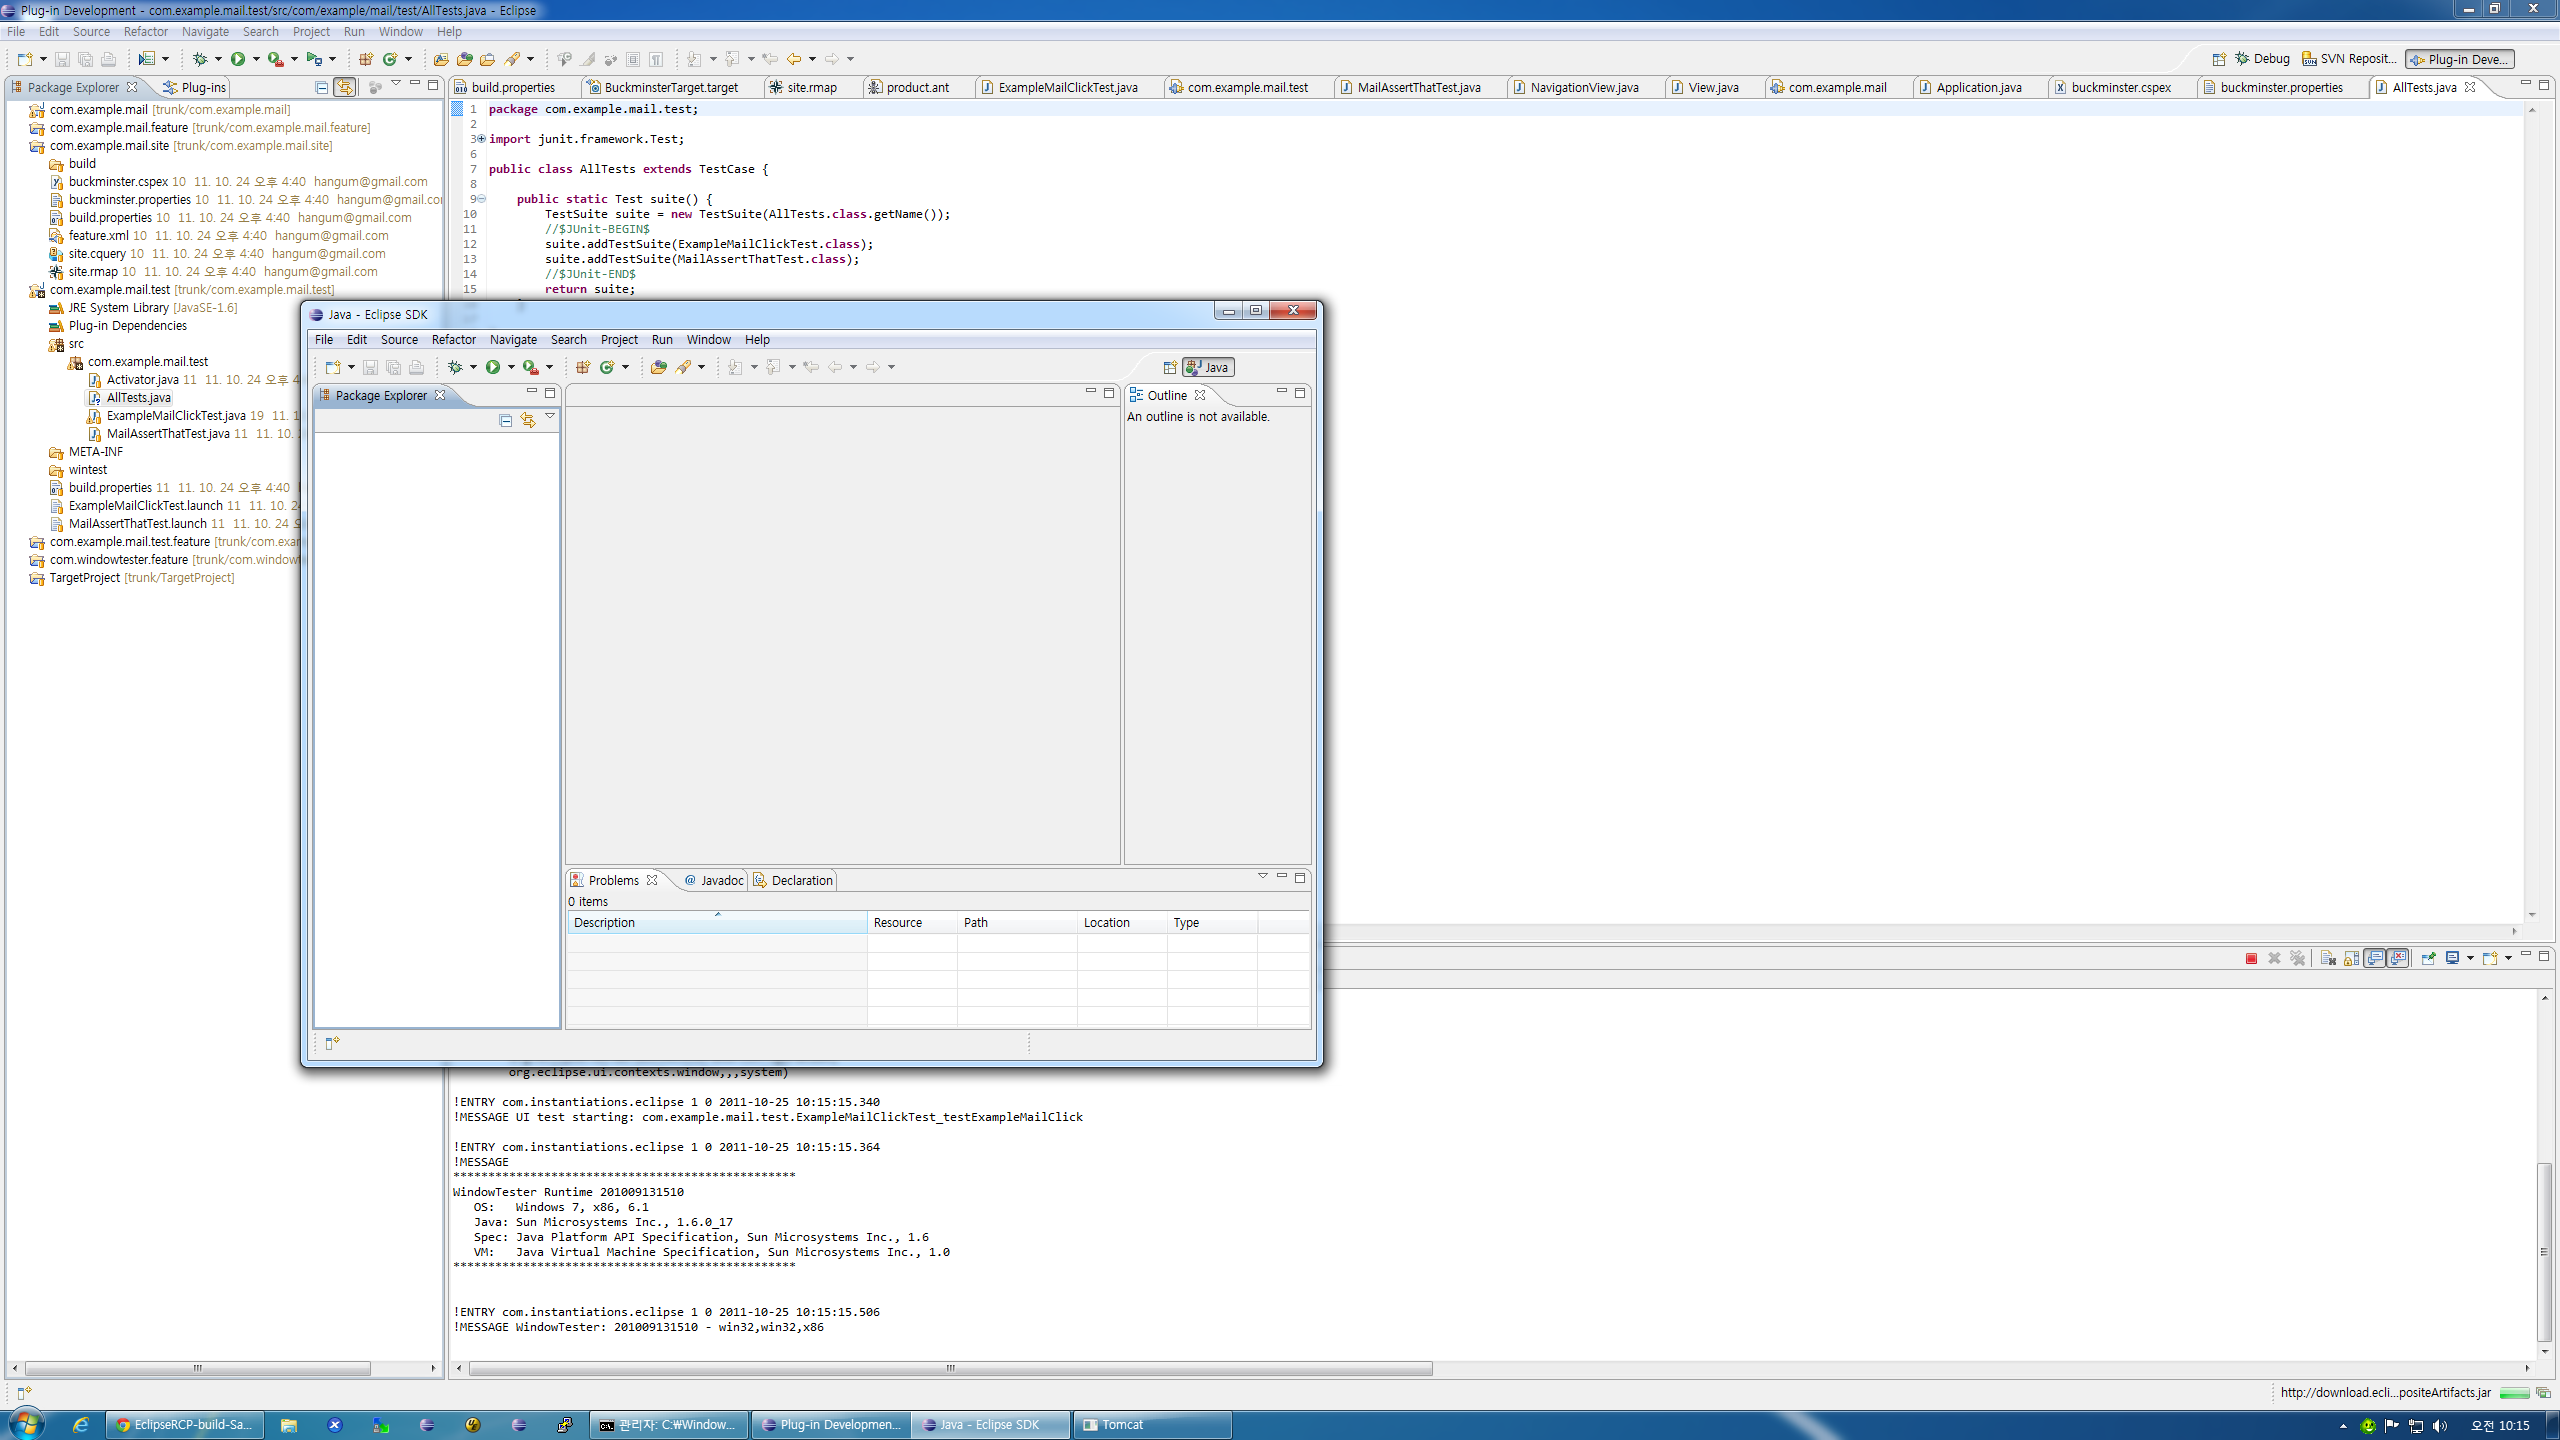 Plug-in Development - com.example.mail.test/src/com/example/mail/test/AllTests.java - Eclipse
File Edit Source Refactor Navigate Search Project Run Window Help
Debug SVN Reposit... Plug-in Deve...
Package Explorer Plug-ins
build.properties BuckminsterTarget.target site.rmap product.ant ExampleMailClickTest.java com.example.mail.test MailAssertThatTest.java NavigationView.java View.java com.example.mail Application.java buckminster.cspex buckminster.properties AllTests.java
com.example.mail [trunk/com.example.mail]
com.example.mail.feature [trunk/com.example.mail.feature]
com.example.mail.site [trunk/com.example.mail.site]
build
buckminster.cspex 10 11. 10. 24 오후 4:40 hangum@gmail.com
buckminster.properties 10 11. 10. 24 오후 4:40 hangum@gmail.cor
build.properties 10 11. 10. 24 오후 4:40 hangum@gmail.com
feature.xml 10 11. 10. 24 오후 4:40 hangum@gmail.com
site.cquery 10 11. 10. 24 오후 4:40 hangum@gmail.com
site.rmap 10 11. 10. 24 오후 4:40 hangum@gmail.com
com.example.mail.test [trunk/com.example.mail.test]
JRE System Library [JavaSE-1.6]
Plug-in Dependencies
src
com.example.mail.test
Activator.java 11 11. 10. 24 오후 4
AllTests.java
ExampleMailClickTest.java 19 11. 1
MailAssertThatTest.java 11 11. 10.
META-INF
wintest
build.properties 11 11. 10. 24 오후 4:40
ExampleMailClickTest.launch 11 11. 10. 24
MailAssertThatTest.launch 11 11. 10. 24 오
com.example.mail.test.feature [trunk/com.exar
com.windowtester.feature [trunk/com.window
TargetProject [trunk/TargetProject]
1 package com.example.mail.test;
2
3 import junit.framework.Test;
6
7 public class AllTests extends TestCase {
8
9 public static Test suite() {
10 TestSuite suite = new TestSuite(AllTests.class.getName());
11 //$JUnit-BEGIN$
12 suite.addTestSuite(ExampleMailClickTest.class);
13 suite.addTestSuite(MailAssertThatTest.class);
14 //$JUnit-END$
15 return suite;
Java - Eclipse SDK
File Edit Source Refactor Navigate Search Project Run Window Help
Java
Package Explorer
Outline
An outline is not available.
Problems @ Javadoc Declaration
0 items
Description Resource Path Location Type
org.eclipse.ui.contexts.window,,,system)
!ENTRY com.instantiations.eclipse 1 0 2011-10-25 10:15:15.340
!MESSAGE UI test starting: com.example.mail.test.ExampleMailClickTest_testExampleMailClick
!ENTRY com.instantiations.eclipse 1 0 2011-10-25 10:15:15.364
!MESSAGE
*************************************************
WindowTester Runtime 201009131510
OS: Windows 7, x86, 6.1
Java: Sun Microsystems Inc., 1.6.0_17
Spec: Java Platform API Specification, Sun Microsystems Inc., 1.6
VM: Java Virtual Machine Specification, Sun Microsystems Inc., 1.0
*************************************************
!ENTRY com.instantiations.eclipse 1 0 2011-10-25 10:15:15.506
!MESSAGE WindowTester: 201009131510 - win32,win32,x86
http://download.ecli...positeArtifacts.jar
EclipseRCP-build-Sa... 관리자: C:₩Window... Plug-in Developmen... Java - Eclipse SDK Tomcat
오전 10:15